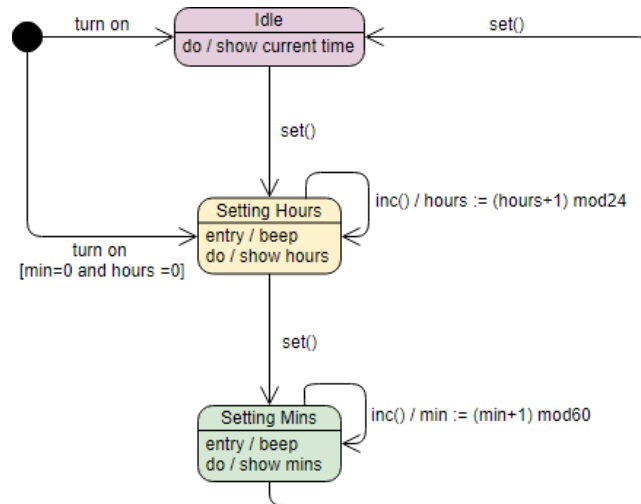 turn on
Idle
do / show current time
set()
set()
Setting Hours
entry / beep
do / show hours
inc() / hours := (hours+1) mod24
turn on
[min=0 and hours =0]
set()
Setting Mins
entry / beep
do / show mins
inc() / min := (min+1) mod60